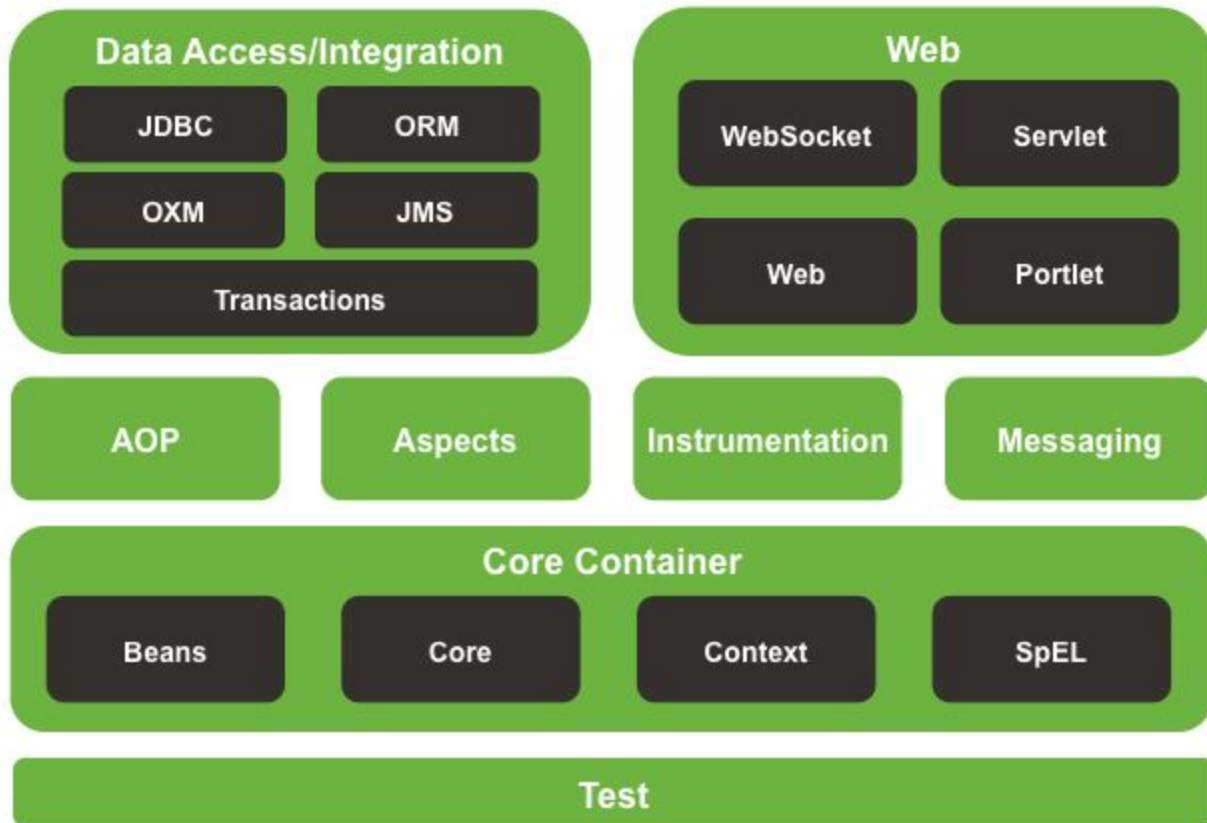 Data Access/Integration
JDBC
ORM
OXM
JMS
Transactions
Web
WebSocket
Servlet
Web
Portlet
AOP
Aspects
Instrumentation
Messaging
Core Container
Beans
Core
Context
SpEL
Test